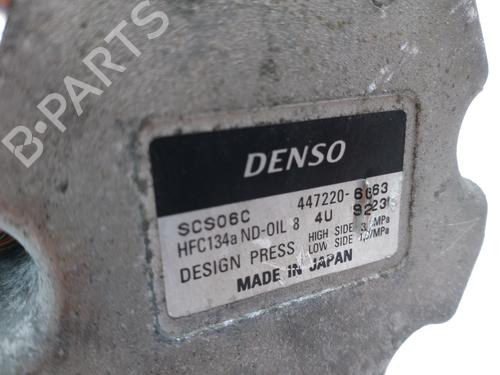 B-Parts
DENSO
SCS06C 447220-6663
HFC134a ND-OIL 8 4U
DESIGN PRESS HIGH SIDE
LOW SIDE
MADE IN JAPAN